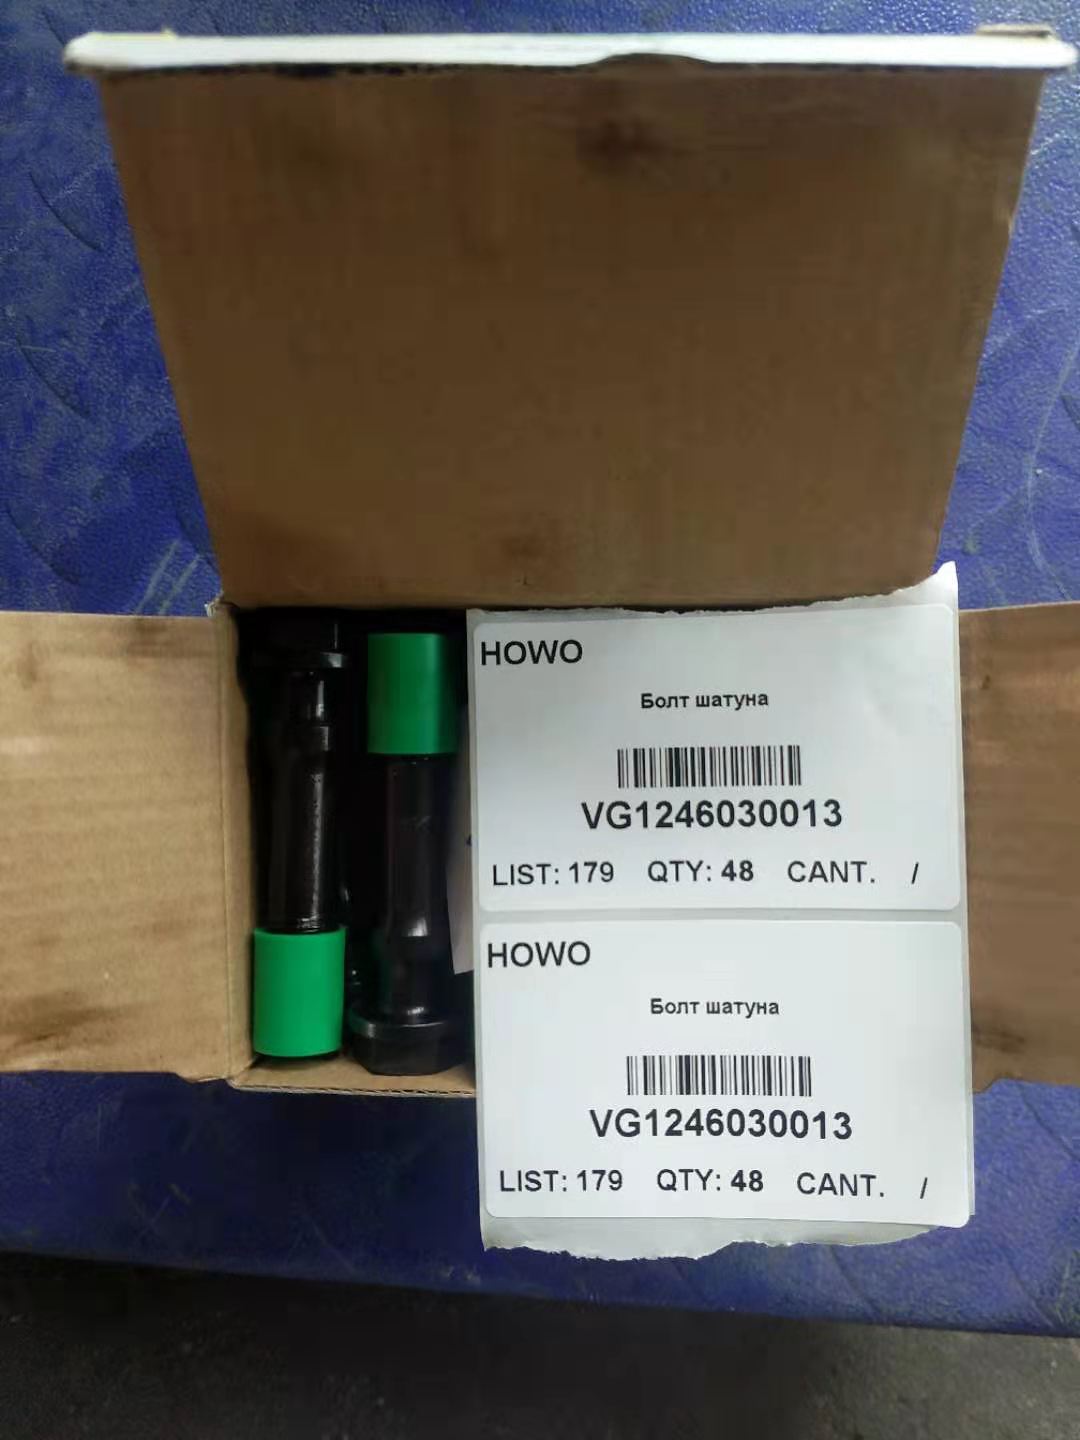 HOWO
Болт шатуна
VG1246030013
LIST: 179 QTY: 48 CANT. /
HOWO
Болт шатуна
VG1246030013
LIST: 179 QTY: 48 CANT. /